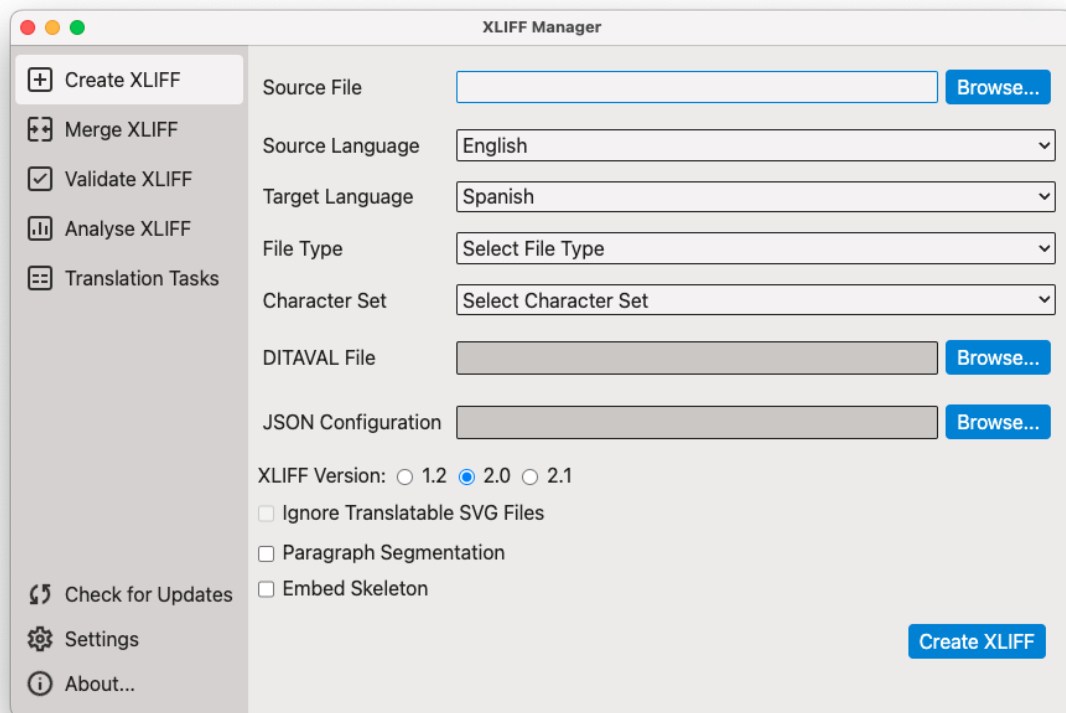 XLIFF Manager
Create XLIFF
Merge XLIFF
Validate XLIFF
Analyse XLIFF
Translation Tasks
Check for Updates
Settings
About...
Source File
Browse...
Source Language
English
Target Language
Spanish
File Type
Select File Type
Character Set
Select Character Set
DITAVAL File
Browse...
JSON Configuration
Browse...
XLIFF Version: 1.2 2.0 2.1
Ignore Translatable SVG Files
Paragraph Segmentation
Embed Skeleton
Create XLIFF